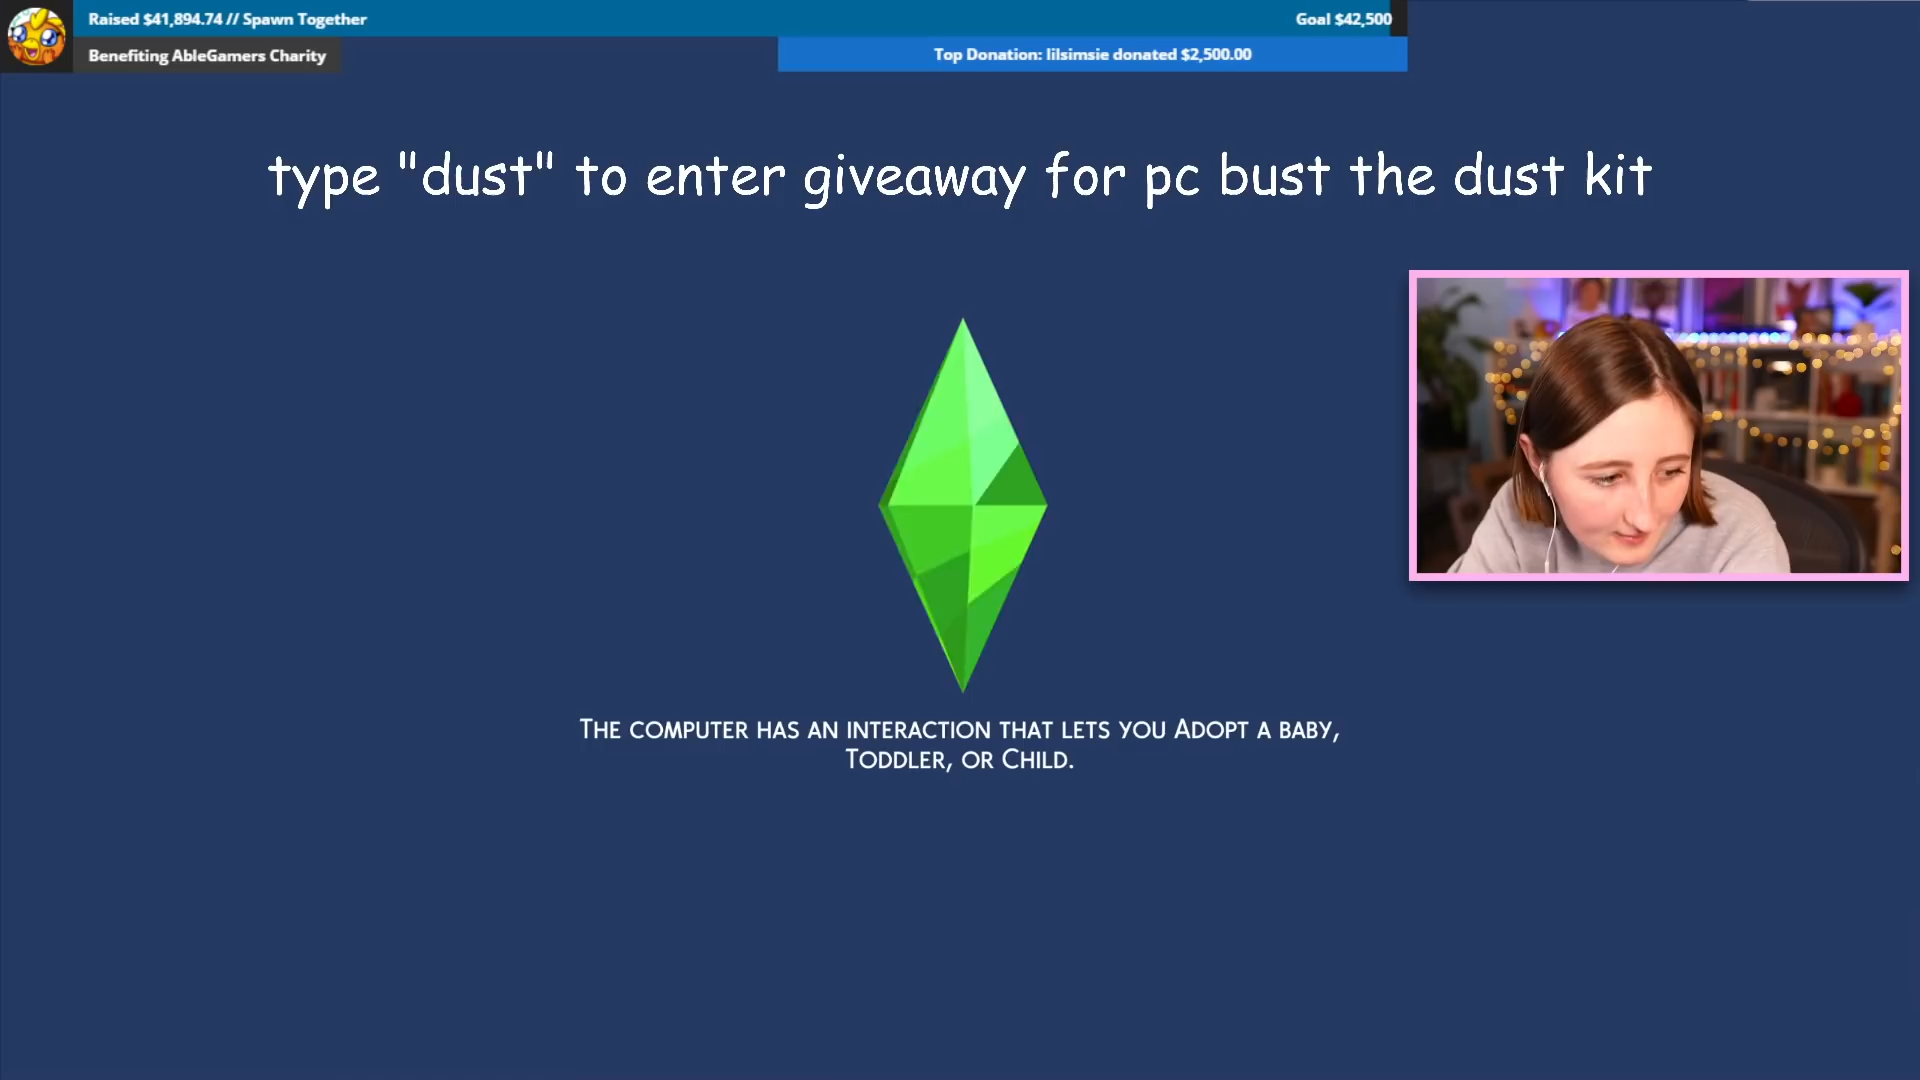 Raised $41,894.74 // Spawn Together
Goal $42,500
Benefiting AbleGamers Charity
Top Donation: lilsimsie donated $2,500.00
type "dust" to enter giveaway for pc bust the dust kit
THE COMPUTER HAS AN INTERACTION THAT LETS YOU ADOPT A BABY,
TODDLER, OR CHILD.